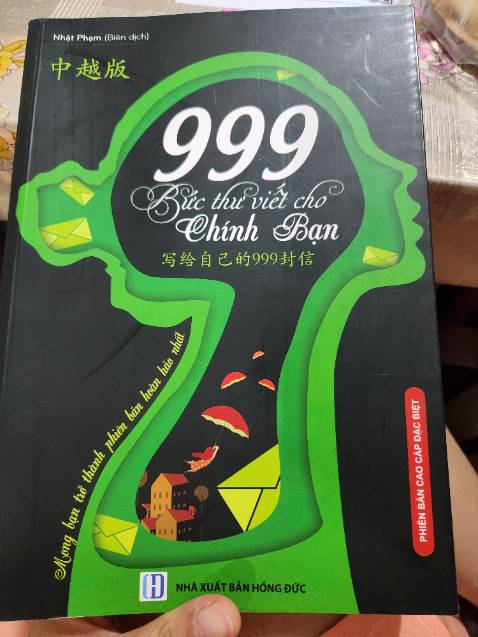 Nhật Phạm (Biên dịch)
中越版
999
Bức thư viết cho
Chính Bạn
写给自己的999封信
Mong bạn trở thành phiên bản hoàn hảo nhất
PHIÊN BẢN CAO CẤP ĐẶC BIỆT
NHÀ XUẤT BẢN HỒNG ĐỨC